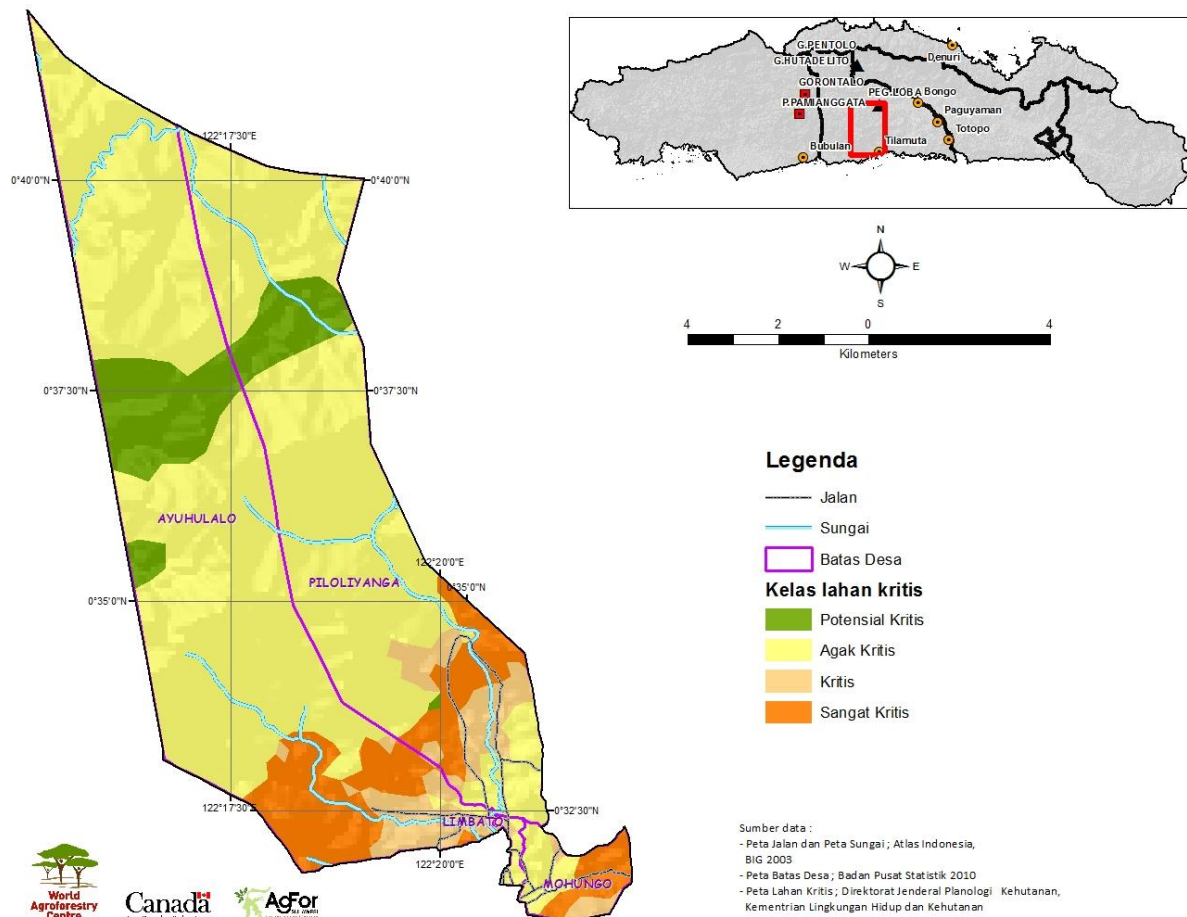 G.PENTOLO
D,enuri
G.HUTADELITO
GORONTALO
PEG.LOBA
Bongo
P.PAMIANGGATA
Paguyaman
Totopo
Bubulan
Tilamuta
122°17'30"E
0°40'0"N
0°40'0"N
N
W
E
S
4 2 0 4
Kilometers
0°37'30"N
0°37'30"N
AYUHULALO
PILOLIYANGA
122°20'0"E
0°35'0"N
0°35'0"N
122°17'30"E
0°32'30"N
LIMBATO
122°20'0"E
MOHUNGO
Legenda
Jalan
Sungai
Batas Desa
Kelas lahan kritis
Potensial Kritis
Agak Kritis
Kritis
Sangat Kritis
Sumber data :
- Peta Jalan dan Peta Sungai ; Atlas Indonesia,
BIG 2003
- Peta Batas Desa ; Badan Pusat Statistik 2010
- Peta Lahan Kritis ; Direktorat Jenderal Planologi Kehutanan,
Kementrian Lingkungan Hidup dan Kehutanan
World
Agroforestry
Centre
Canada
AgFor